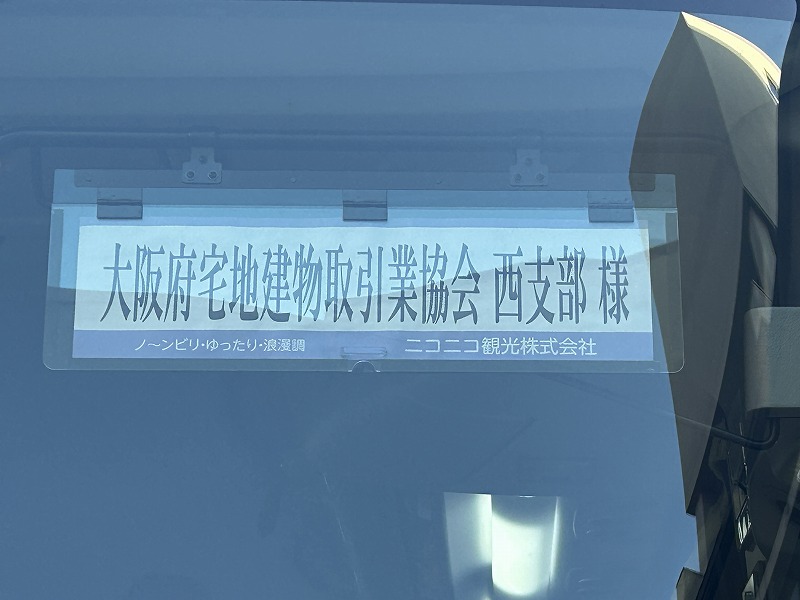 大阪府宅地建物取引業協会 西支部 様
ノ〜ンビリ・ゆったり・浪漫調 ニコニコ観光株式会社